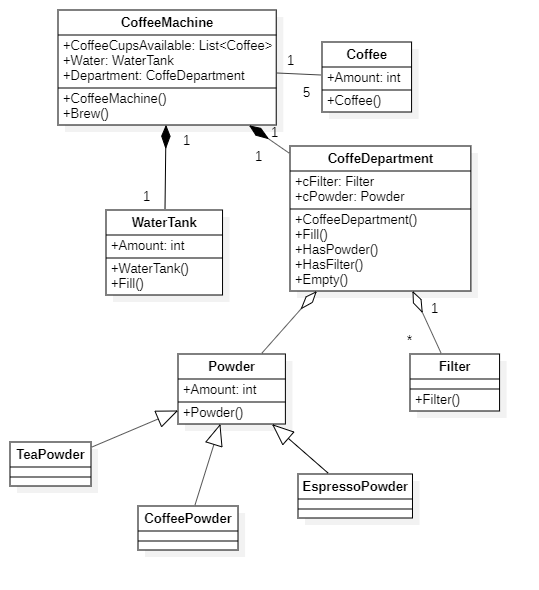 CoffeeMachine
+CoffeeCupsAvailable: List<Coffee>
+Water: WaterTank
+Department: CoffeDepartment
+CoffeeMachine()
+Brew()
1
5
Coffee
+Amount: int
+Coffee()
1
1
1
1
CoffeDepartment
+cFilter: Filter
+cPowder: Powder
+CoffeeDepartment()
+Fill()
+HasPowder()
+HasFilter()
+Empty()
WaterTank
+Amount: int
+WaterTank()
+Fill()
1
*
Powder
+Amount: int
+Powder()
Filter
+Filter()
TeaPowder
CoffeePowder
EspressoPowder